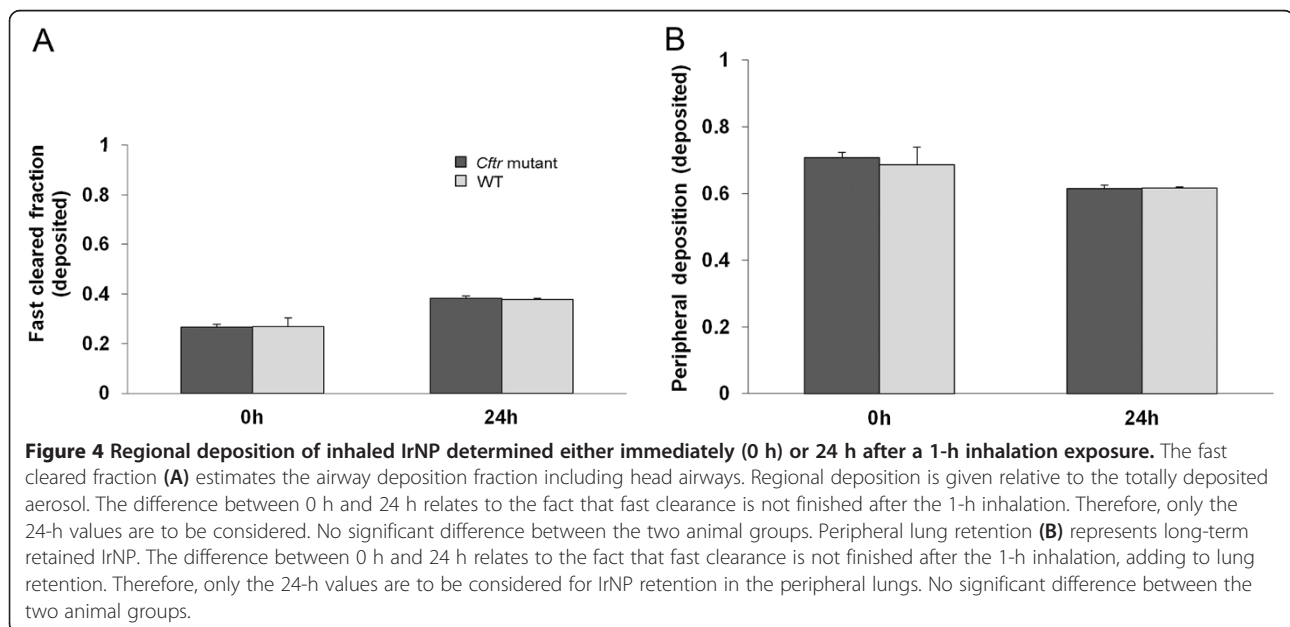 A
Fast cleared fraction
(deposited)
1
0.8
0.6
0.4
0.2
0
Cftr mutant
WT
0h
24h
B
Peripheral deposition (deposited)
1
0.8
0.6
0.4
0.2
0
0h
24h
Figure 4 Regional deposition of inhaled IrNP determined either immediately (0 h) or 24 h after a 1-h inhalation exposure. The fast
cleared fraction (A) estimates the airway deposition fraction including head airways. Regional deposition is given relative to the totally deposited
aerosol. The difference between 0 h and 24 h relates to the fact that fast clearance is not finished after the 1-h inhalation. Therefore, only the
24-h values are to be considered. No significant difference between the two animal groups. Peripheral lung retention (B) represents long-term
retained IrNP. The difference between 0 h and 24 h relates to the fact that fast clearance is not finished after the 1-h inhalation, adding to lung
retention. Therefore, only the 24-h values are to be considered for IrNP retention in the peripheral lungs. No significant difference between the
two animal groups.